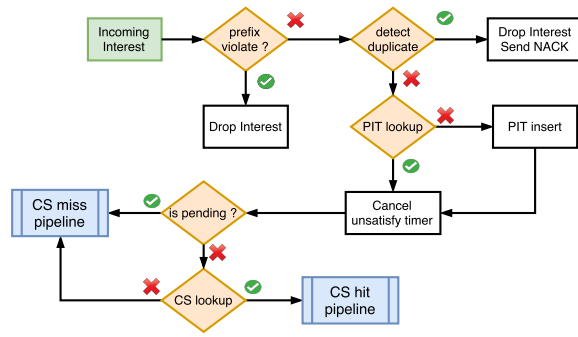 Incoming
Interest
prefix
violate ?
detect
duplicate
Drop Interest
Send NACK
Drop Interest
PIT lookup
PIT insert
CS miss
pipeline
is pending ?
Cancel
unsatisfy timer
CS lookup
CS hit
pipeline